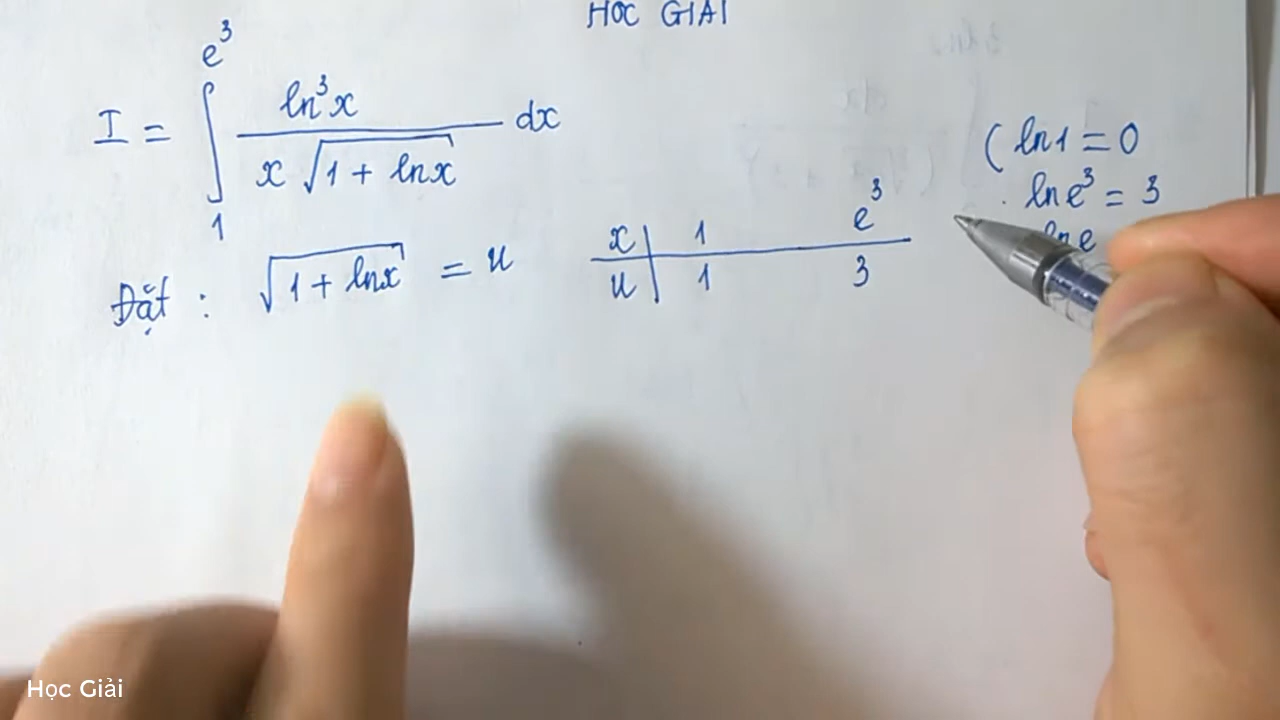 HỌC GIẢI
I = ∫₁^{e³} ln³x / (x √(1 + lnx)) dx
(ln1 = 0
. lne³ = 3
lne
Đặt : √(1 + lnx) = u
x | 1 e³
u | 1 3
Học Giải